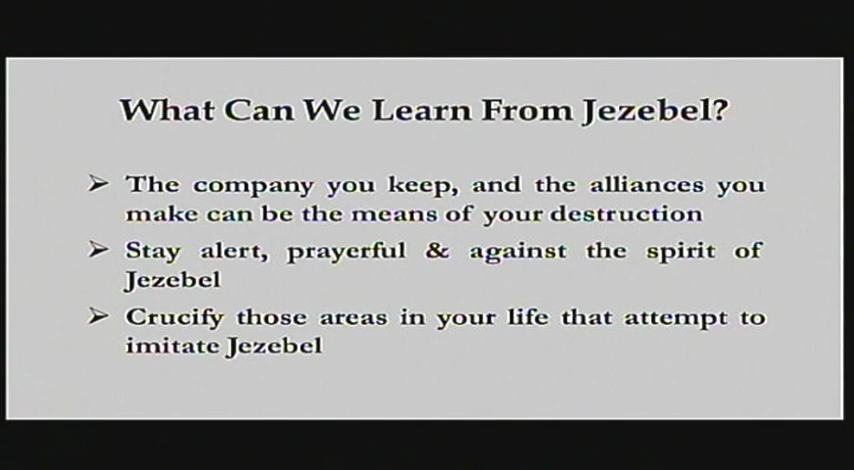 What Can We Learn From Jezebel?
➢ The company you keep, and the alliances you
make can be the means of your destruction
➢ Stay alert, prayerful & against the spirit of
Jezebel
➢ Crucify those areas in your life that attempt to
imitate Jezebel